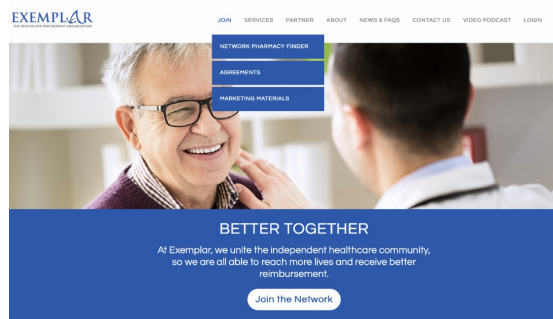 EXEMPLAR
THE HEALTHCARE PARTNERSHIP ORGANIZATION
JOIN SERVICES PARTNER ABOUT NEWS & FAQS CONTACT US VIDEO PODCAST LOGIN
NETWORK PHARMACY FINDER
AGREEMENTS
MARKETING MATERIALS
BETTER TOGETHER
At Exemplar, we unite the independent healthcare community,
so we are all able to reach more lives and receive better
reimbursement.
Join the Network